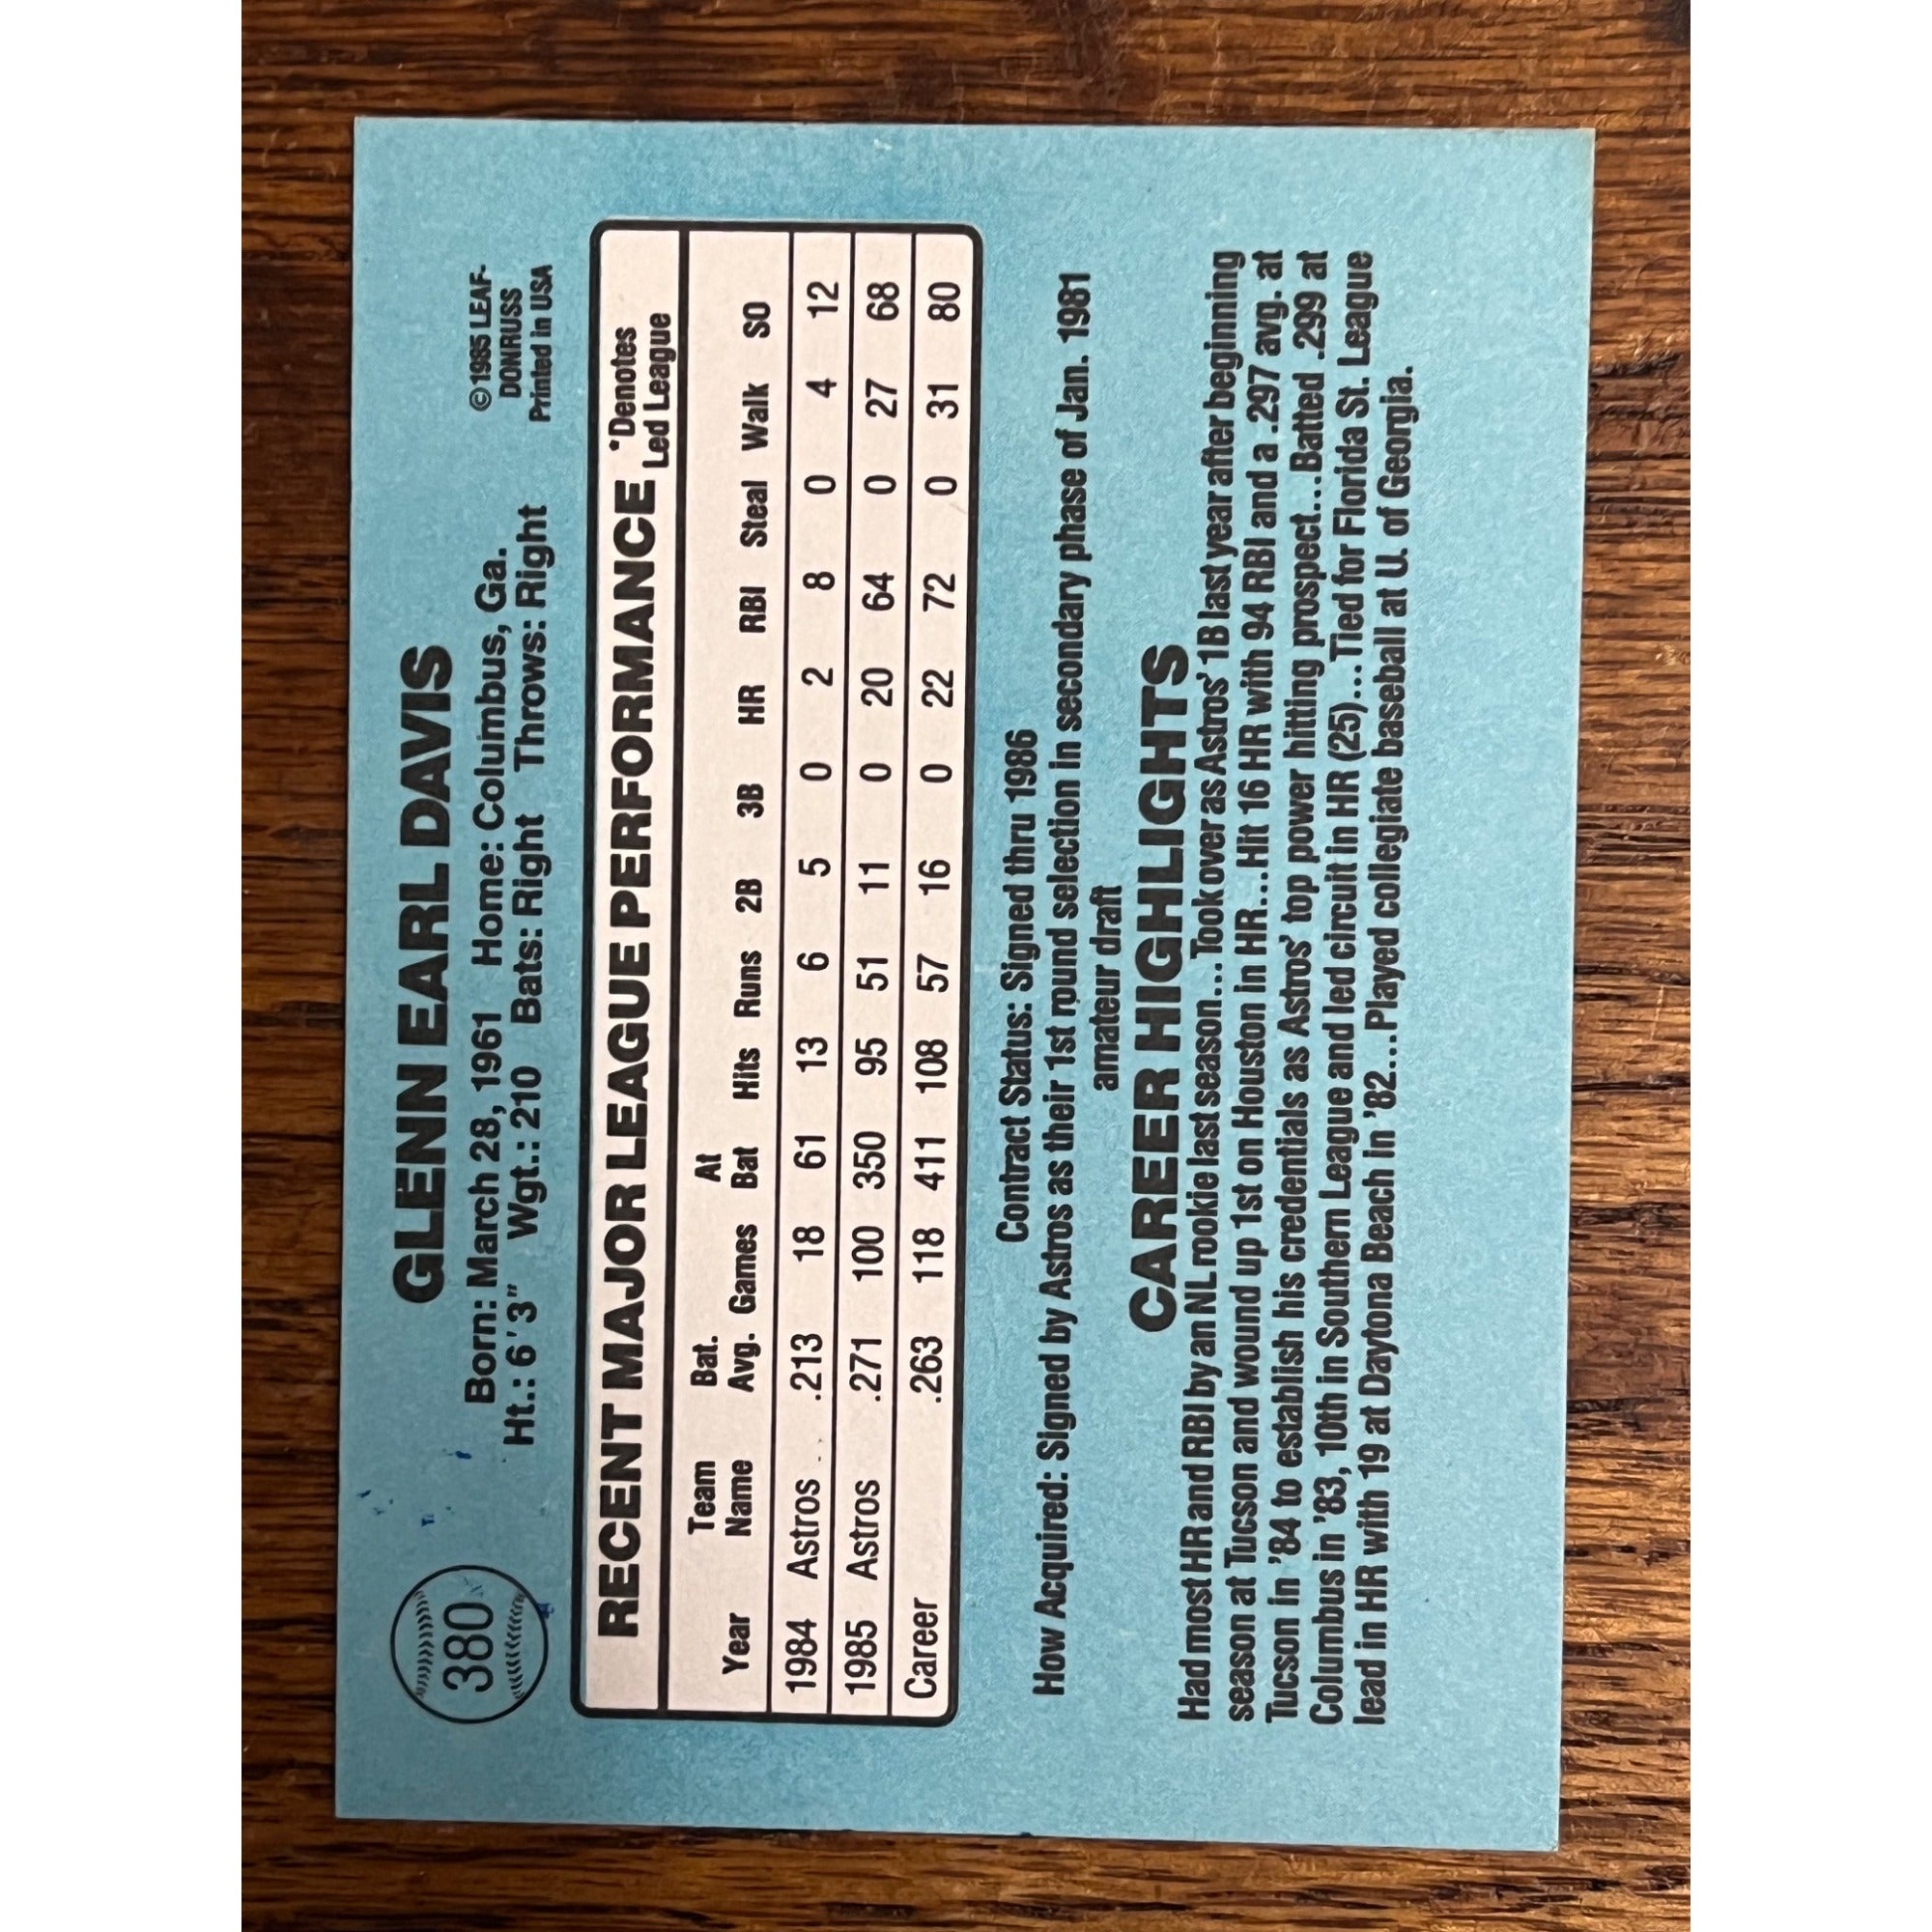 380
GLENN EARL DAVIS
Born: March 28, 1961 Home: Columbus, Ga.
Ht.: 6'3" Wgt.: 210 Bats: Right Throws: Right
©1985 LEAF-
DONRUSS
Printed in USA
RECENT MAJOR LEAGUE PERFORMANCE *Denotes Led League
Year Team Name Bat. Avg. Games At Bat Hits Runs 2B 3B HR RBI Steal Walk SO
1984 Astros .213 18 61 13 6 5 0 2 8 0 4 12
1985 Astros .271 100 350 95 51 11 0 20 64 0 27 68
Career .263 118 411 108 57 16 0 22 72 0 31 80
Contract Status: Signed thru 1986
How Acquired: Signed by Astros as their 1st round selection in secondary phase of Jan. 1981
amateur draft
CAREER HIGHLIGHTS
Had most HR and RBI by an NL rookie last season...Took over as Astros' 1B last year after beginning
season at Tucson and wound up 1st on Houston in HR...Hit 16 HR with 94 RBI and a .297 avg. at
Tucson in '84 to establish his credentials as Astros' top power hitting prospect...Batted .299 at
Columbus in '83, 10th in Southern League and led circuit in HR (25)...Tied for Florida St. League
lead in HR with 19 at Daytona Beach in '82...Played collegiate baseball at U. of Georgia.